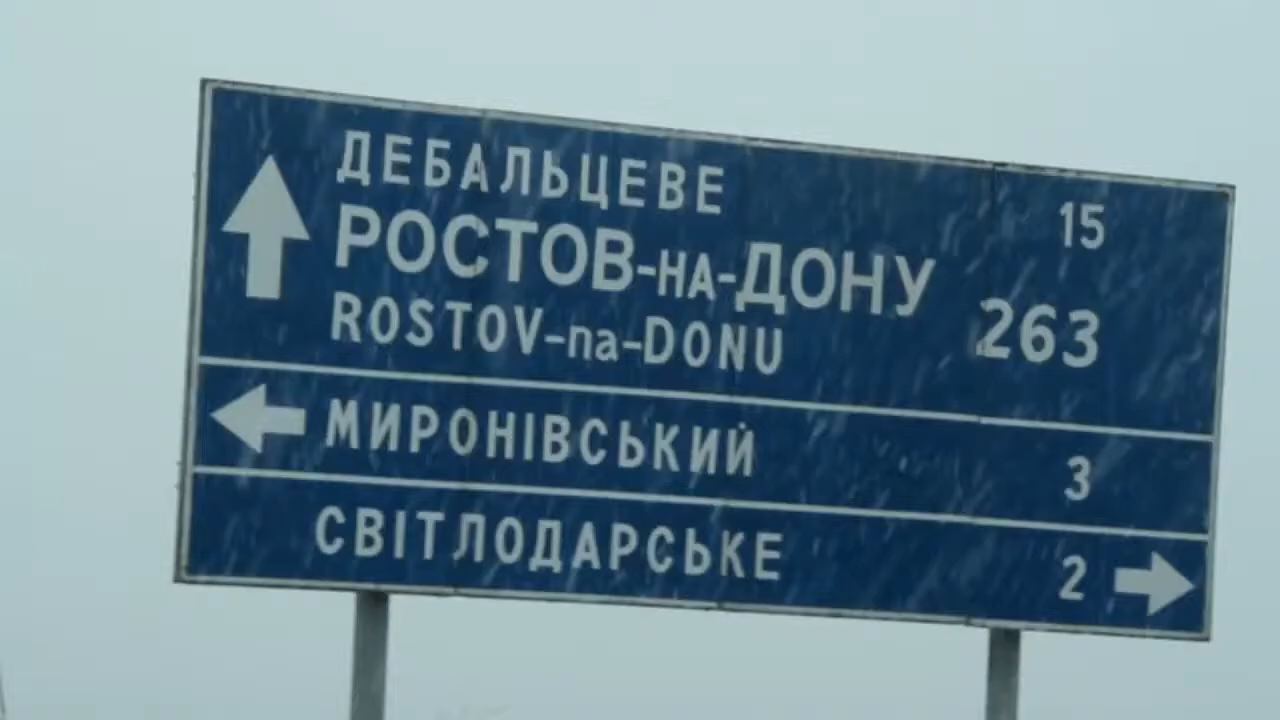 ДЕБАЛЬЦЕВЕ 15
РОСТОВ-НА-ДОНУ 263
ROSTOV-na-DONU
МИРОНІВСЬКИЙ 3
СВІТЛОДАРСЬКЕ 2